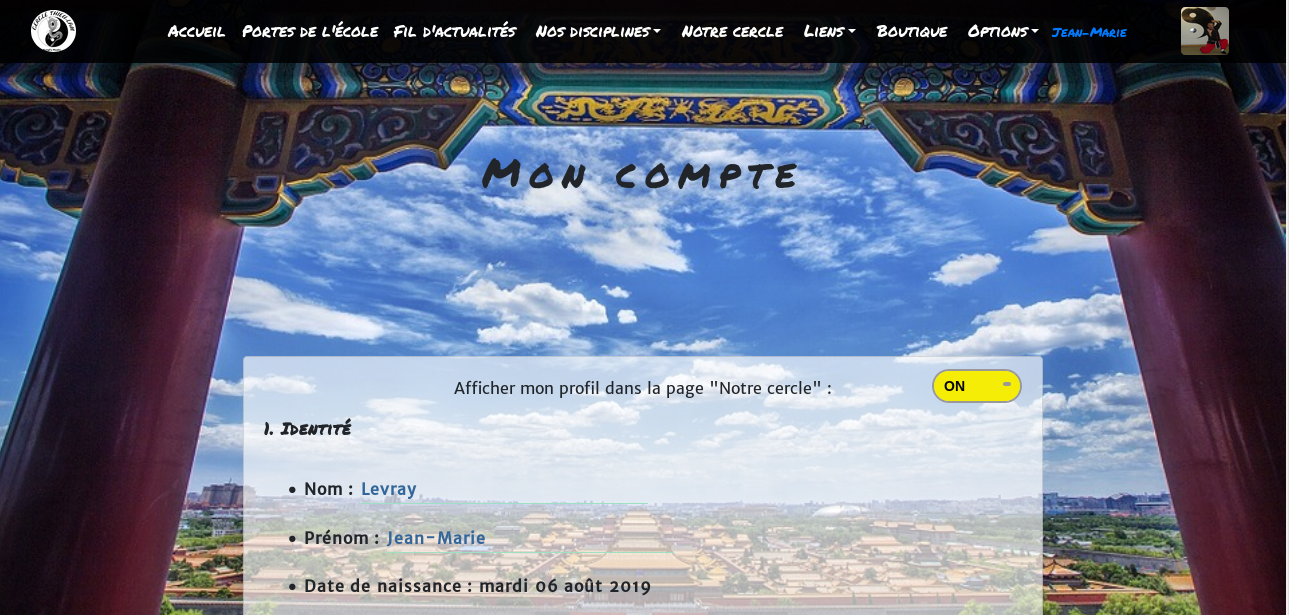 Accueil Portes de l'école Fil d'actualités Nos disciplines Notre cercle Liens Boutique Options Jean-Marie
Mon compte
Afficher mon profil dans la page "Notre cercle" : ON
1. Identité
• Nom : Levray
• Prénom : Jean-Marie
• Date de naissance : mardi 06 août 2019